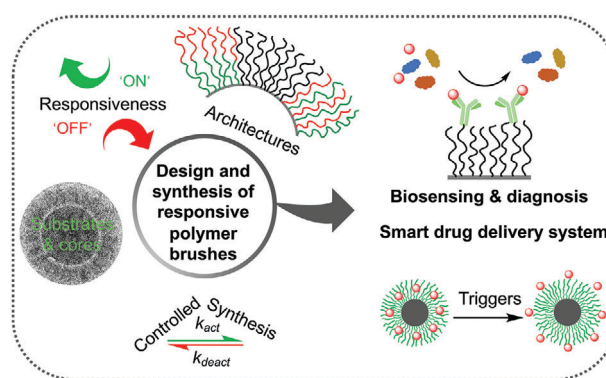 'ON'
Responsiveness
'OFF'
Architectures
Design and
synthesis of
responsive
polymer
brushes
Substrates
& cores
Controlled Synthesis
kact
kdeact
Biosensing & diagnosis
Smart drug delivery system
Triggers